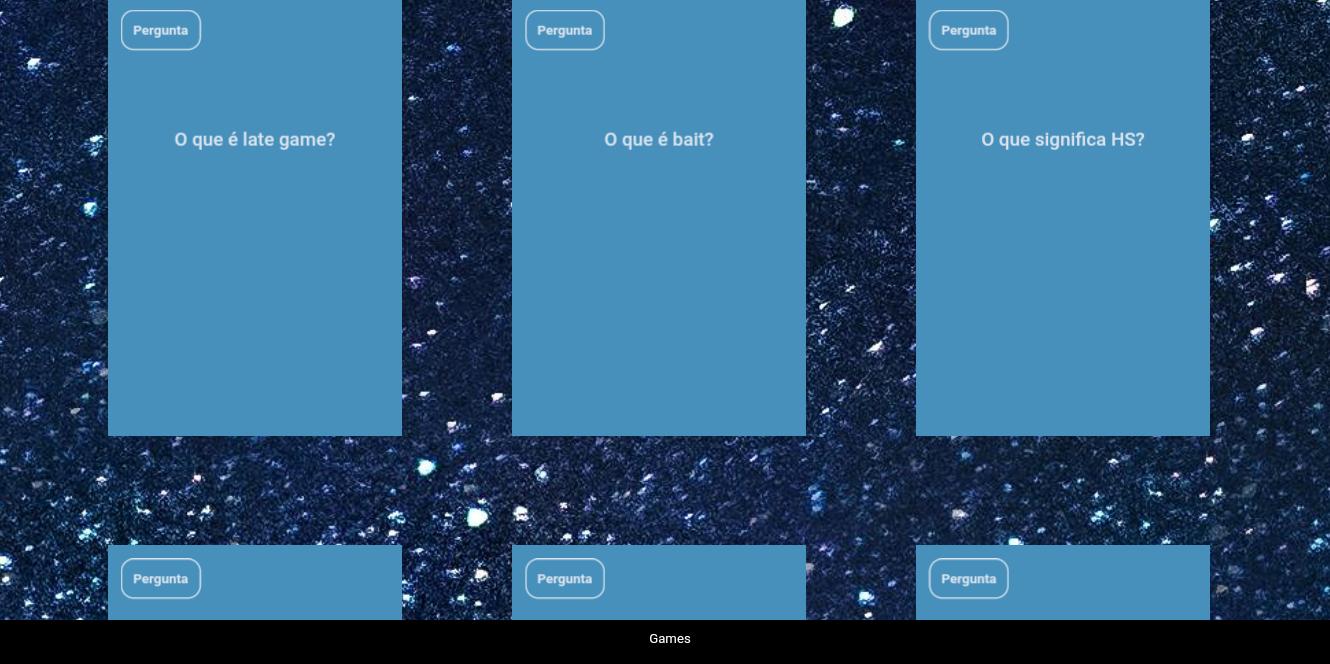 Pergunta
Pergunta
Pergunta
O que é late game?
O que é bait?
O que significa HS?
Pergunta
Pergunta
Pergunta
Games